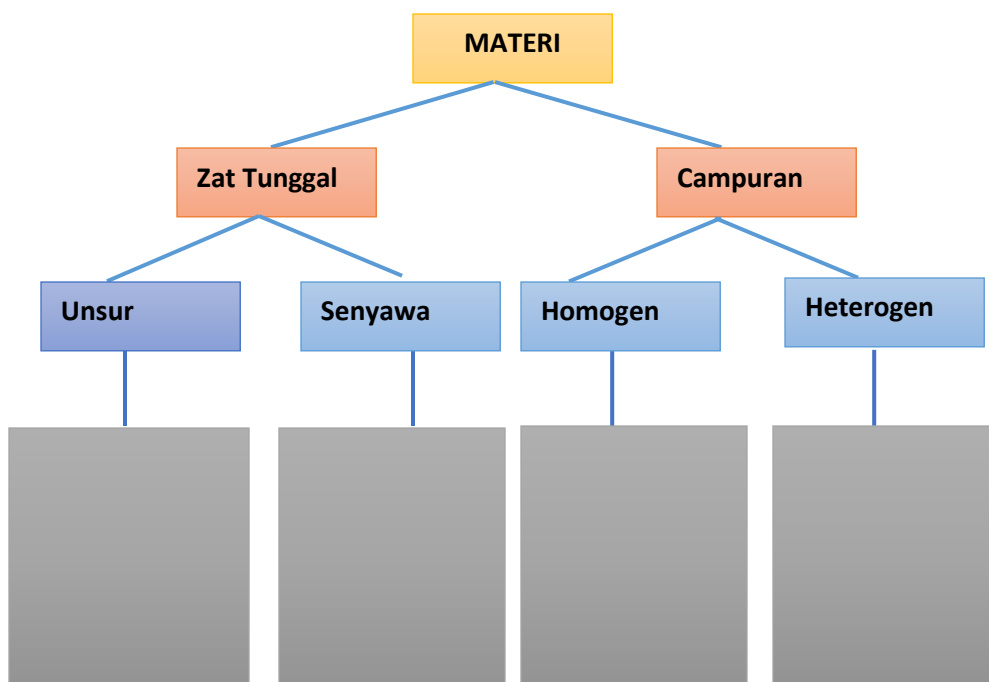 MATERI
Zat Tunggal
Campuran
Unsur
Senyawa
Homogen
Heterogen